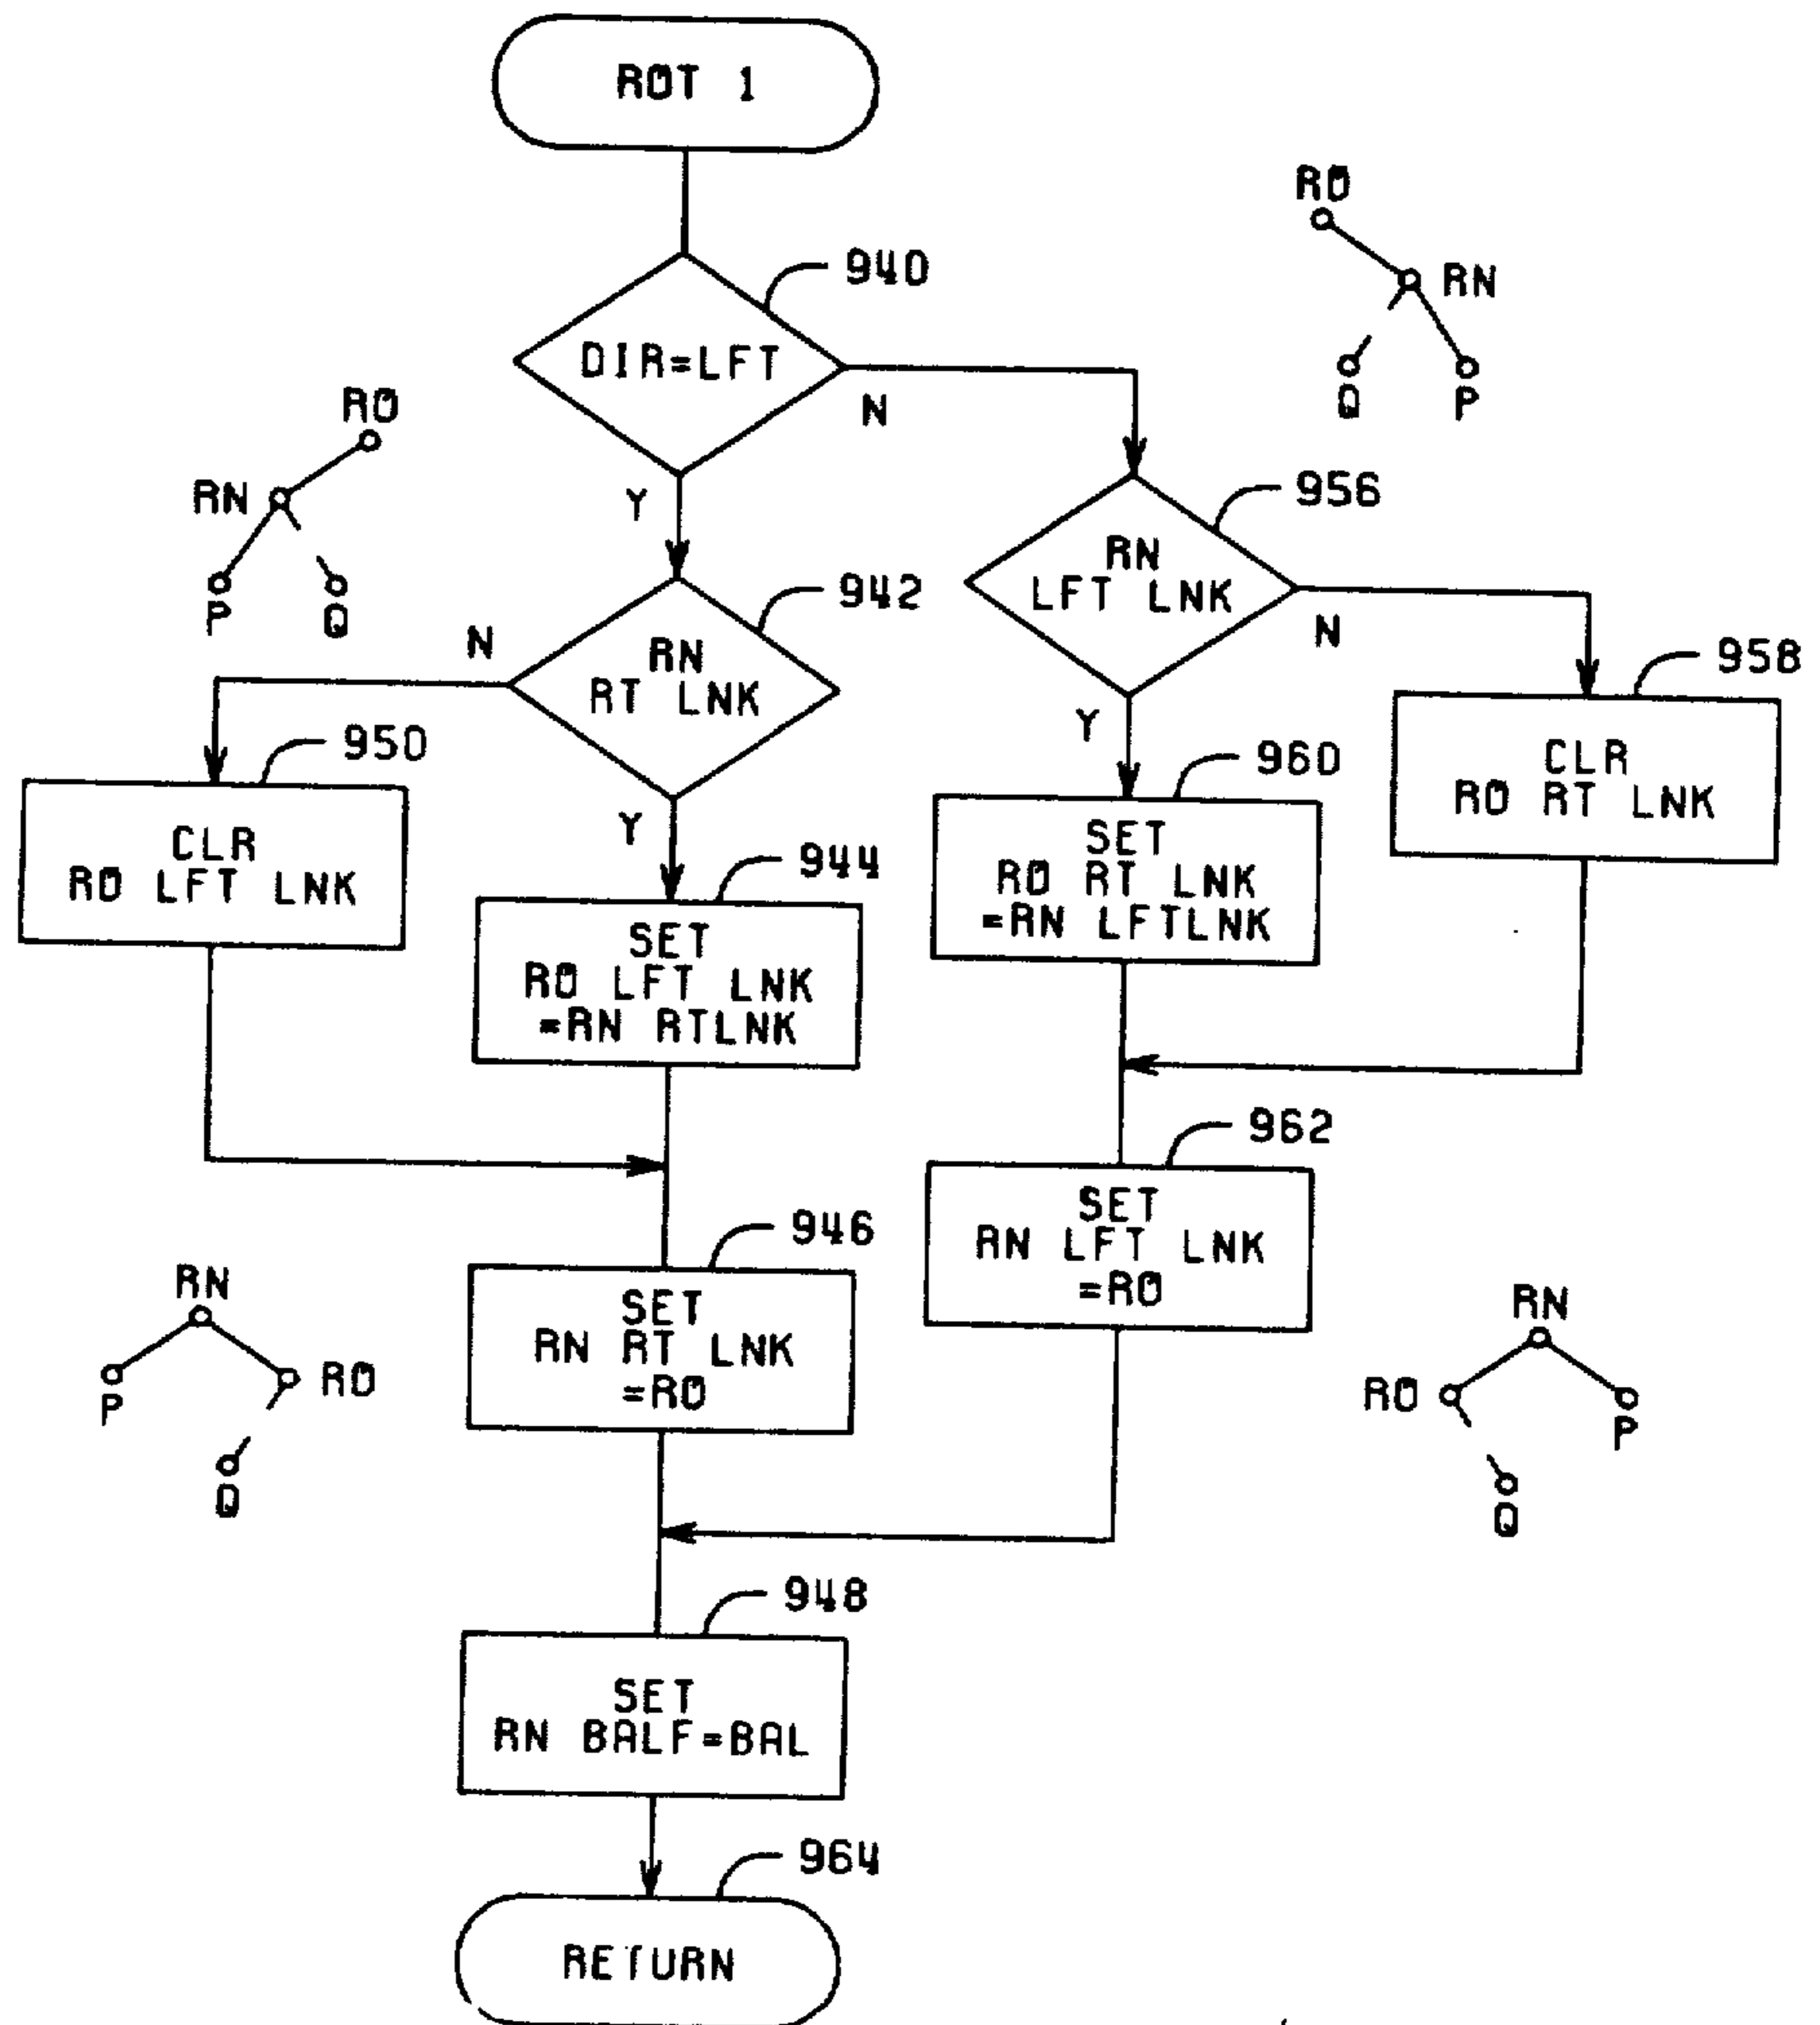 ROT 1
940
DIR=LFT
N
Y
RO
RN
Q
P
RO
RN
P
Q
956
RN
LFT LNK
N
Y
942
RN
RT LNK
N
Y
958
CLR
RO RT LNK
950
CLR
RO LFT LNK
960
SET
RO RT LNK
=RN LFTLNK
944
SET
RO LFT LNK
=RN RTLNK
962
SET
RN LFT LNK
=RO
946
SET
RN RT LNK
=RO
RN
P
RO
Q
RN
RO
P
Q
948
SET
RN BALF=BAL
964
RETURN